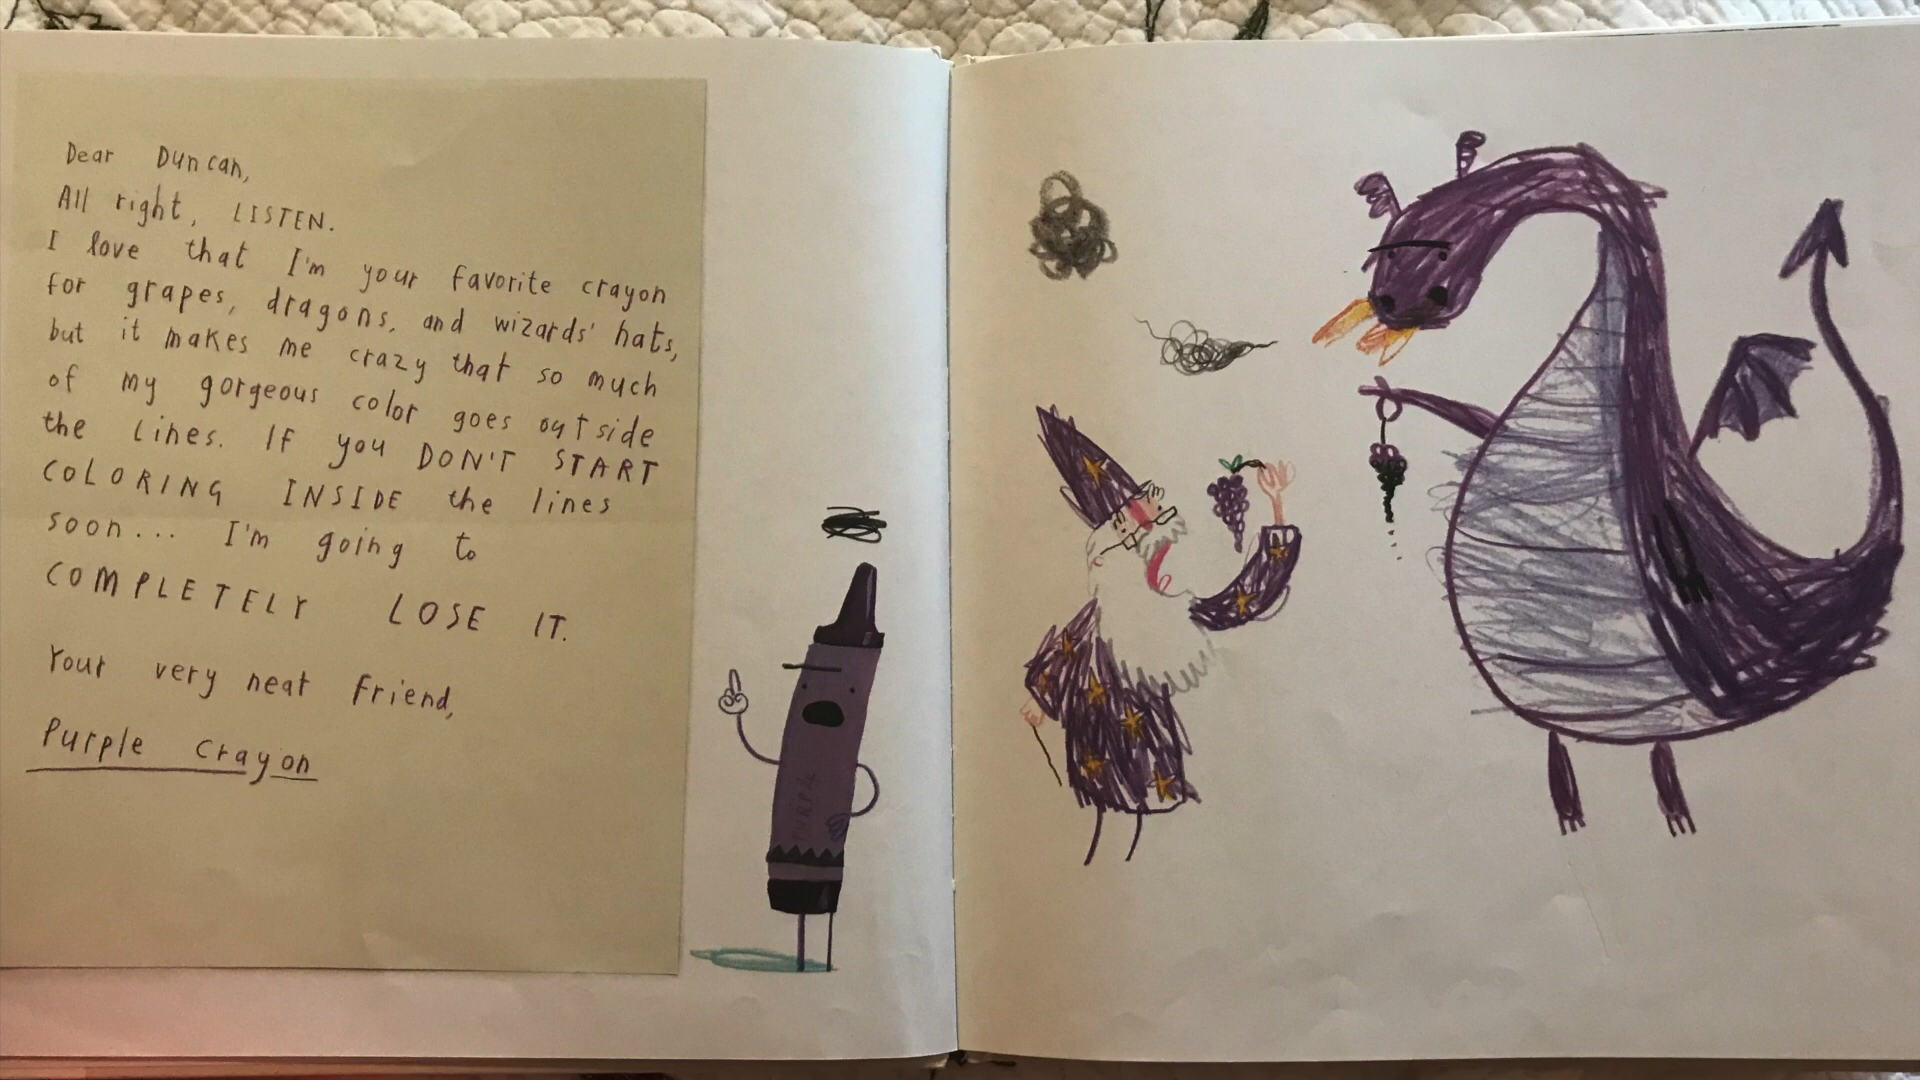 Dear Duncan,
All right, LISTEN.
I love that I'm your favorite crayon
for grapes, dragons, and wizards' hats,
but it makes me crazy that so much
of my gorgeous color goes outside
the lines. If you DON'T START
COLORING INSIDE the lines
soon... I'm going to
COMPLETELY LOSE IT.
Your very neat friend,
Purple Crayon
PURPLE